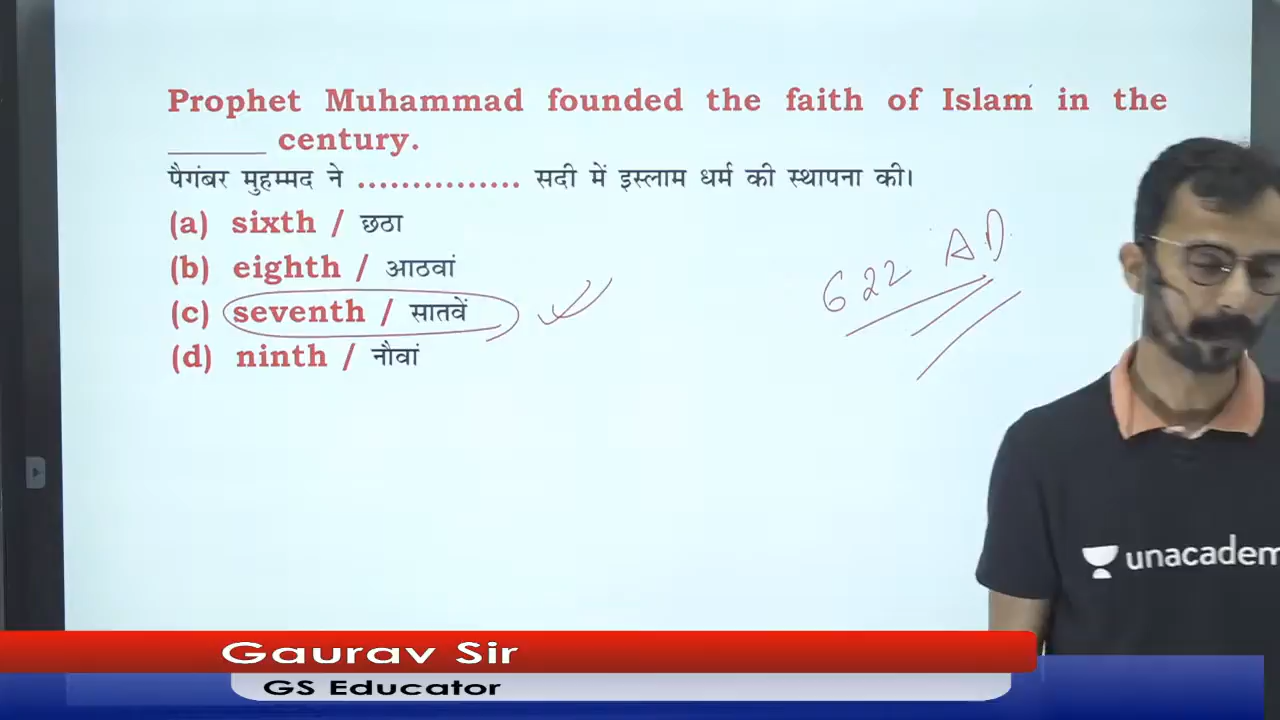 Prophet Muhammad founded the faith of Islam in the
______ century.
पैगंबर मुहम्मद ने ............... सदी में इस्लाम धर्म की स्थापना की।
(a) sixth / छठा
(b) eighth / आठवां
(c) seventh / सातवें
(d) ninth / नौवां
622 AD
unacadem
Gaurav Sir
GS Educator